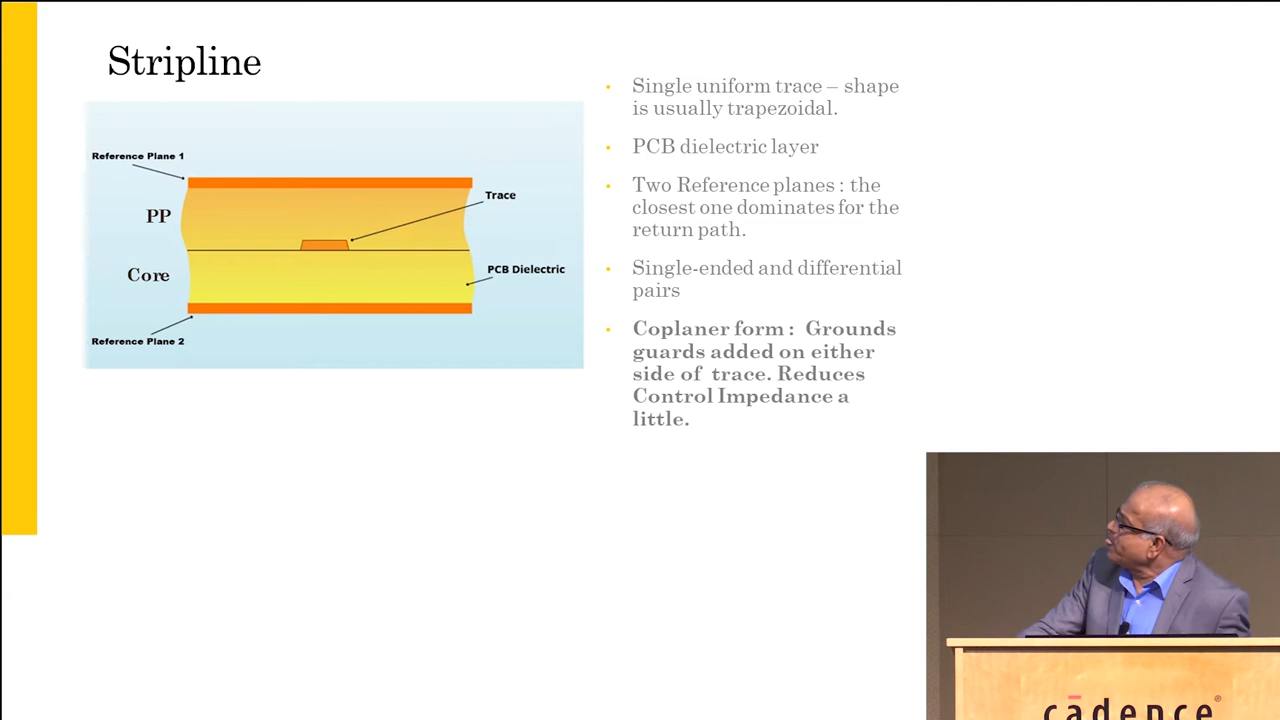 Stripline
Reference Plane 1
PP
Trace
Core
PCB Dielectric
Reference Plane 2
• Single uniform trace – shape
is usually trapezoidal.
• PCB dielectric layer
• Two Reference planes : the
closest one dominates for the
return path.
• Single-ended and differential
pairs
• Coplaner form : Grounds
guards added on either
side of trace. Reduces
Control Impedance a
little.
cādence®